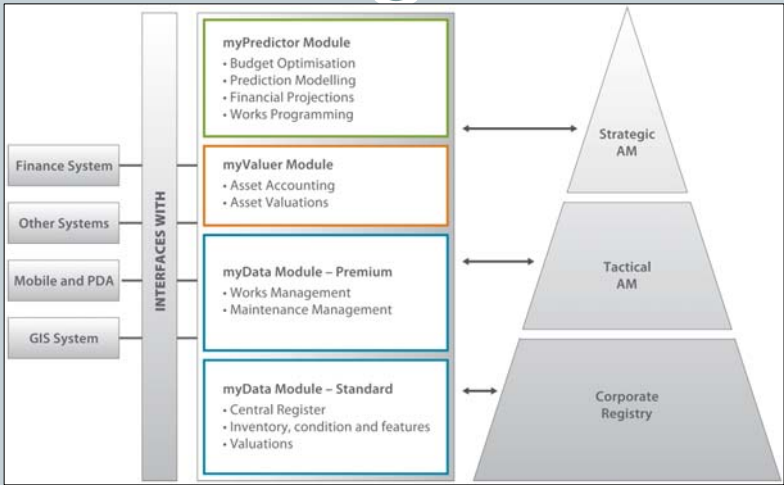 myPredictor Module
• Budget Optimisation
• Prediction Modelling
• Financial Projections
• Works Programming
Strategic
AM
Finance System
Other Systems
Mobile and PDA
GIS System
INTERFACES WITH
myValuer Module
• Asset Accounting
• Asset Valuations
myData Module – Premium
• Works Management
• Maintenance Management
Tactical
AM
myData Module – Standard
• Central Register
• Inventory, condition and features
• Valuations
Corporate
Registry